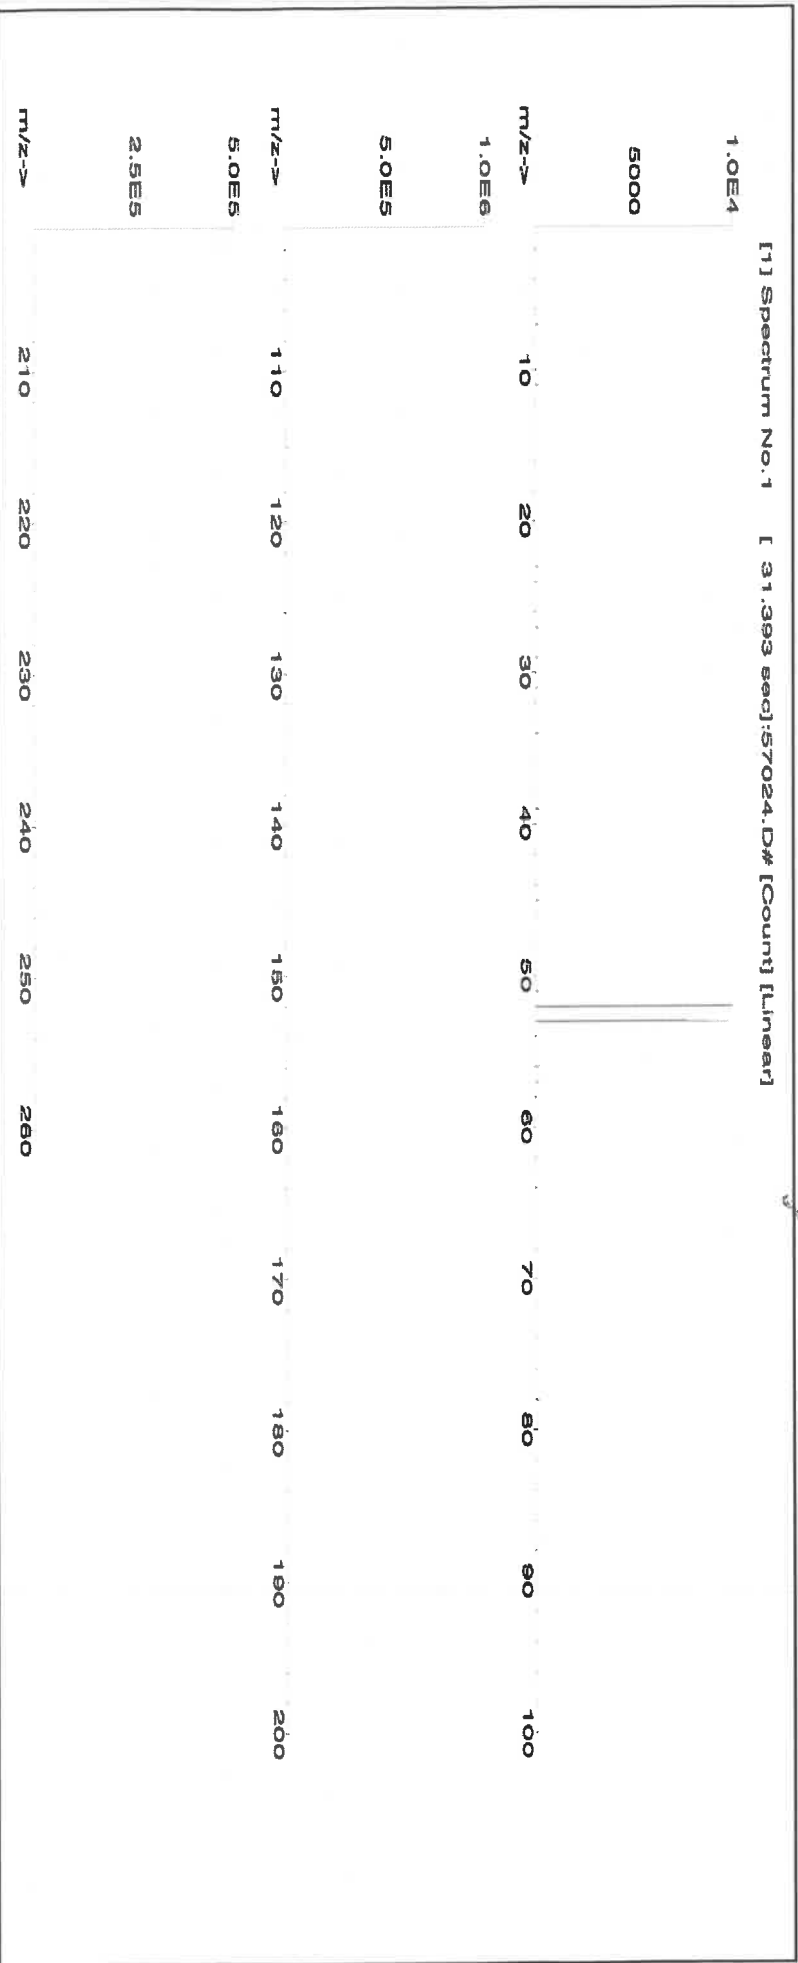 [1] Spectrum No.1 [ 31.393 sec]:57024.D# [Count] [Linear]
1.0E4
5000
m/z-> 10 20 30 40 50 60 70 80 90 100
1.0E6
5.0E5
m/z-> 110 120 130 140 150 160 170 180 190 200
5.0E5
2.5E5
m/z-> 210 220 230 240 250 260